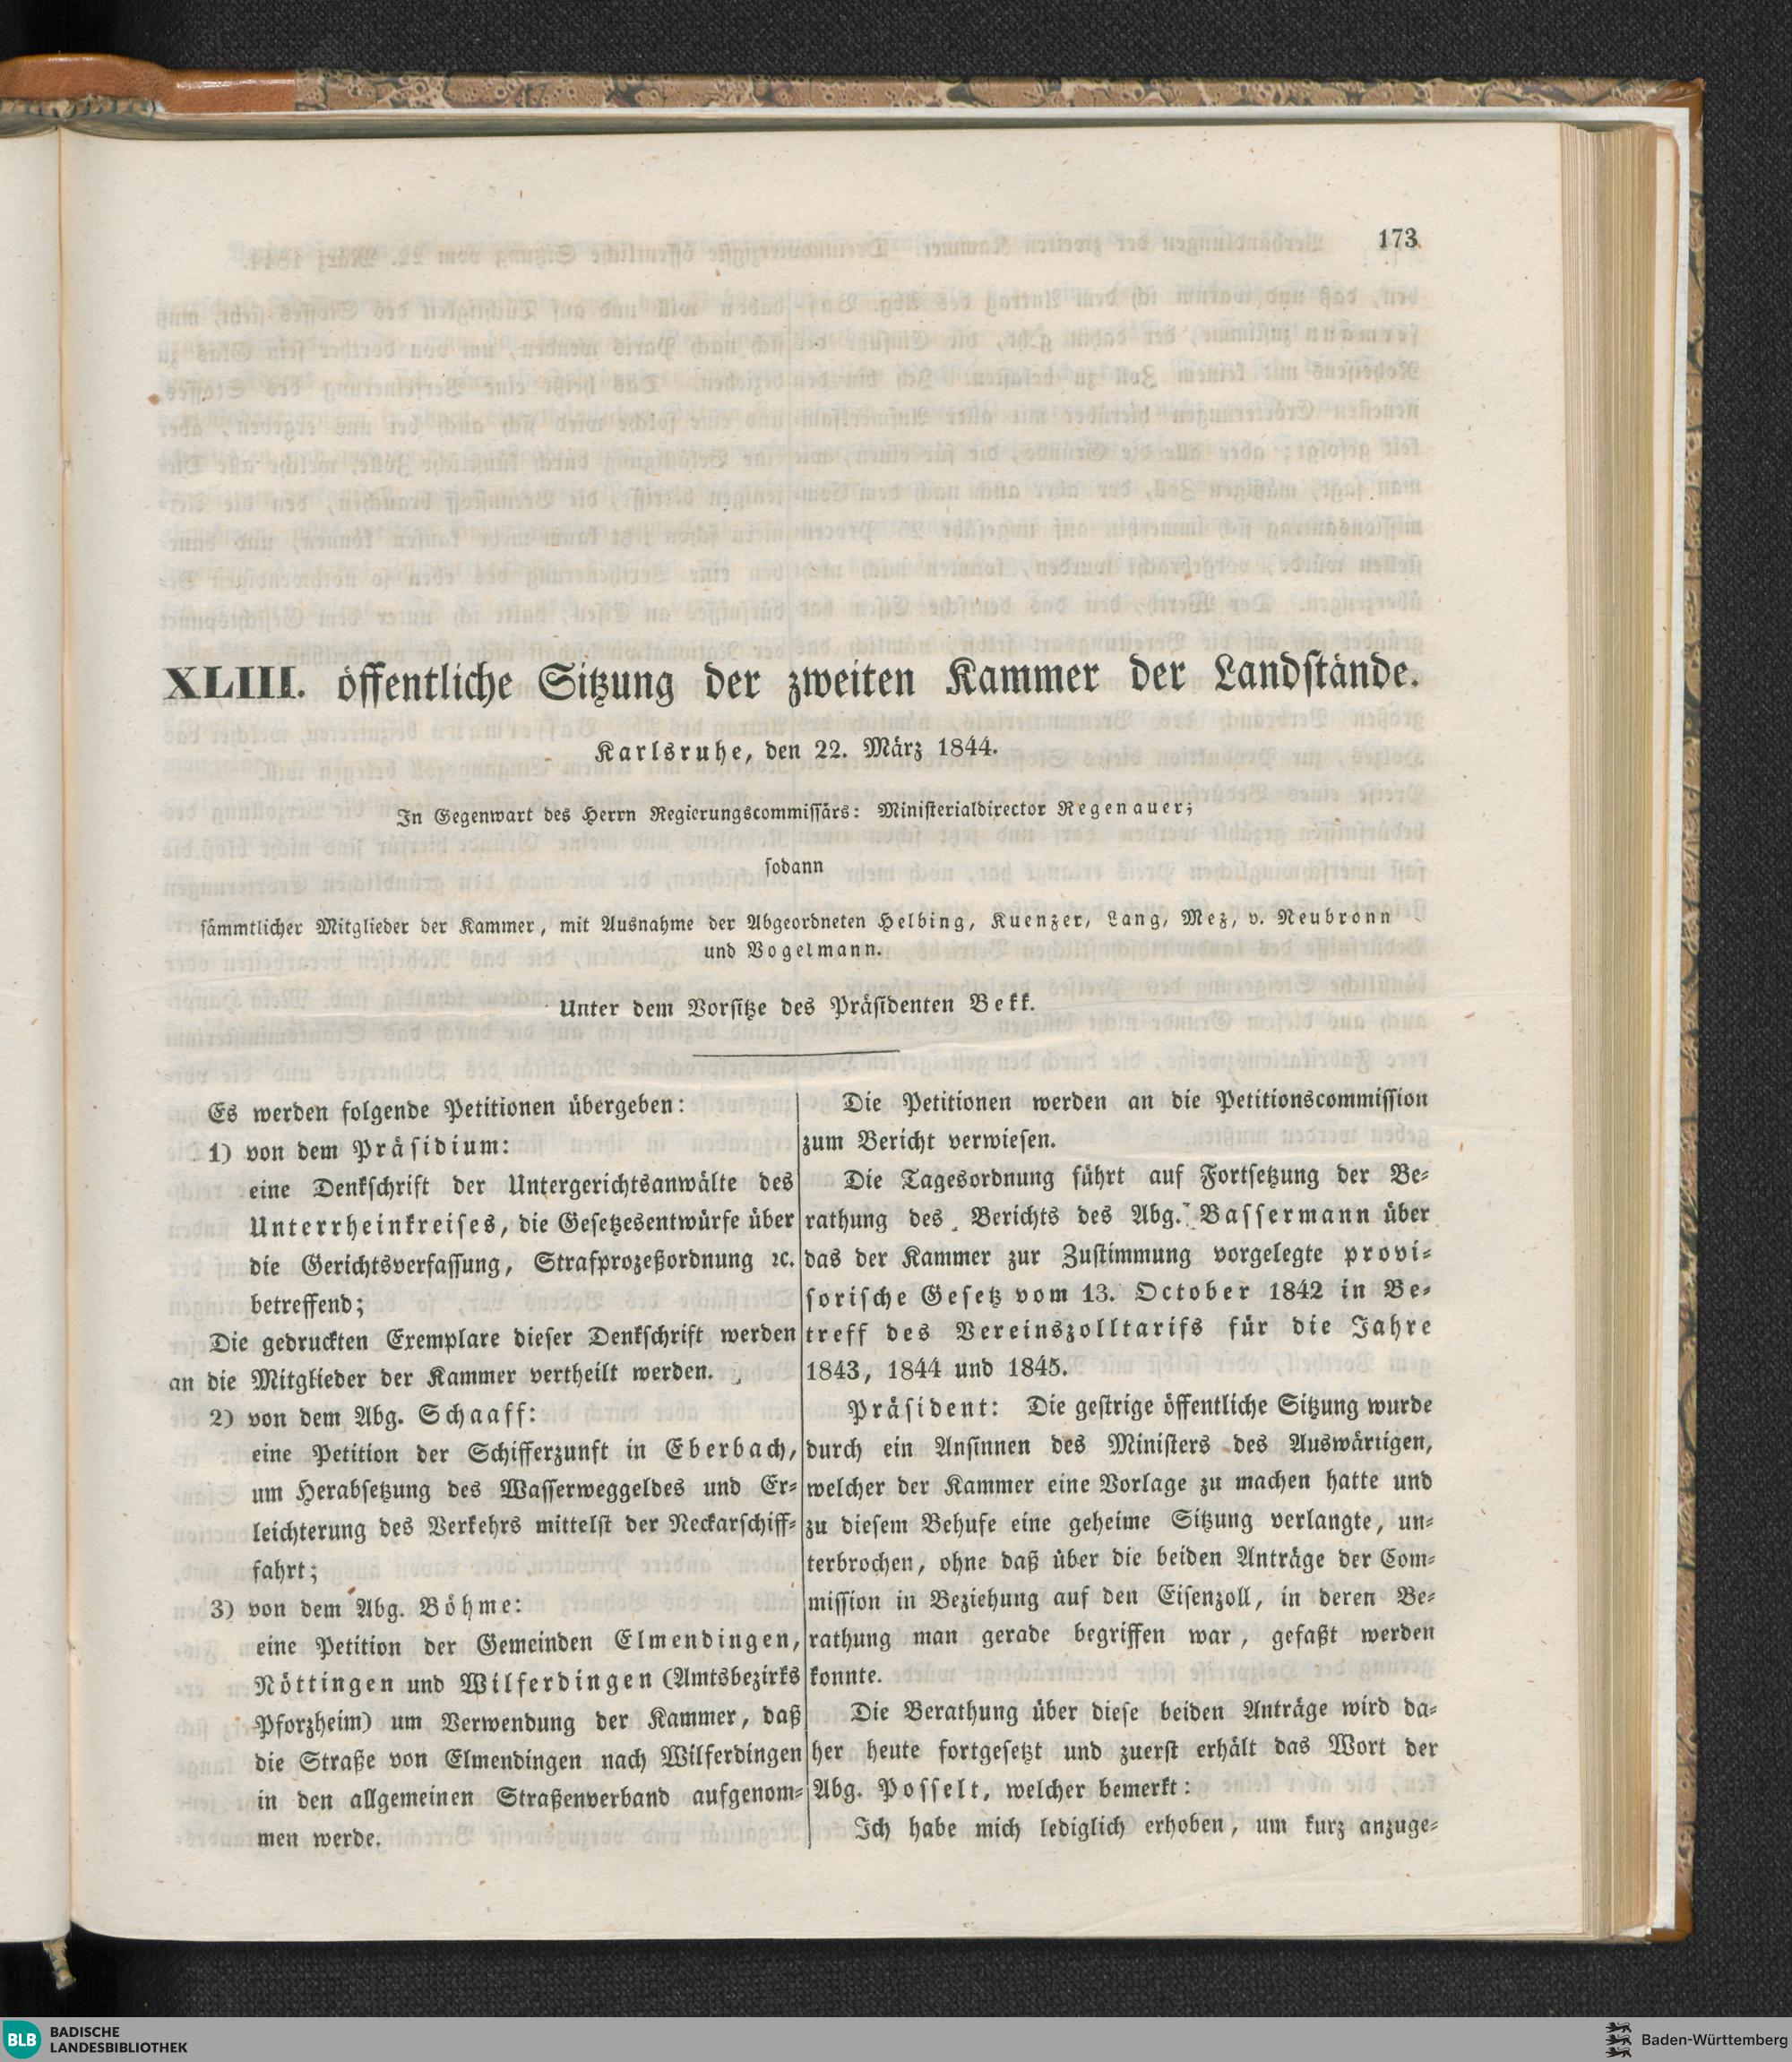 173
XLIII. öffentliche Sitzung der zweiten Kammer der Landstände.
Karlsruhe, den 22. März 1844.
In Gegenwart des Herrn Regierungscommissärs: Ministerialdirector Regenauer;
sodann
sämmtlicher Mitglieder der Kammer, mit Ausnahme der Abgeordneten Helbing, Kuenzer, Lang, Mez, v. Neubronn
und Vogelmann.
Unter dem Vorsitze des Präsidenten Bekk.
Es werden folgende Petitionen übergeben:
1) von dem Präsidium:
eine Denkschrift der Untergerichtsanwälte des
Unterrheinkreises, die Gesetzesentwürfe über
die Gerichtsverfassung, Strafprozeßordnung ꝛc.
betreffend;
Die gedruckten Exemplare dieser Denkschrift werden
an die Mitglieder der Kammer vertheilt werden.
2) von dem Abg. Schaaff:
eine Petition der Schifferzunft in Eberbach,
um Herabsetzung des Wasserweggeldes und Er-
leichterung des Verkehrs mittelst der Neckarschiff-
fahrt;
3) von dem Abg. Böhme:
eine Petition der Gemeinden Elmendingen,
Nöttingen und Wilferdingen (Amtsbezirks
Pforzheim) um Verwendung der Kammer, daß
die Straße von Elmendingen nach Wilferdingen
in den allgemeinen Straßenverband aufgenom-
men werde.
Die Petitionen werden an die Petitionscommission
zum Bericht verwiesen.
Die Tagesordnung führt auf Fortsetzung der Be-
rathung des Berichts des Abg. Bassermann über
das der Kammer zur Zustimmung vorgelegte provi-
sorische Gesetz vom 13. October 1842 in Be-
treff des Vereinszolltarifs für die Jahre
1843, 1844 und 1845.
Präsident: Die gestrige öffentliche Sitzung wurde
durch ein Ansinnen des Ministers des Auswärtigen,
welcher der Kammer eine Vorlage zu machen hatte und
zu diesem Behufe eine geheime Sitzung verlangte, un-
terbrochen, ohne daß über die beiden Anträge der Com-
mission in Beziehung auf den Eisenzoll, in deren Be-
rathung man gerade begriffen war, gefaßt werden
konnte.
Die Berathung über diese beiden Anträge wird da-
her heute fortgesetzt und zuerst erhält das Wort der
Abg. Posselt, welcher bemerkt:
Ich habe mich lediglich erhoben, um kurz anzuge-
BLB BADISCHE
LANDESBIBLIOTHEK
Baden-Württemberg